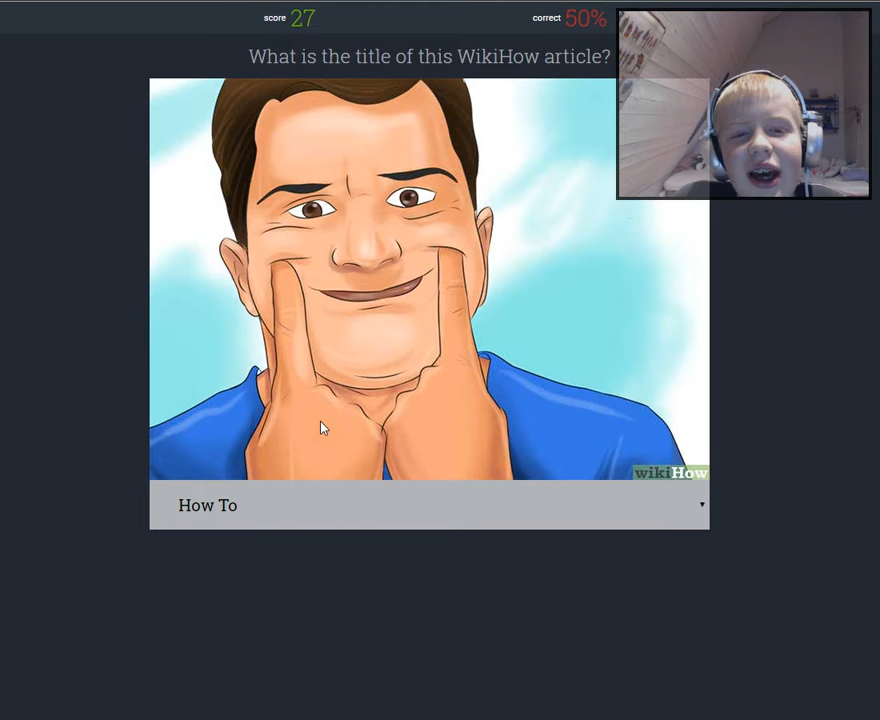 score 27
correct 50%
What is the title of this WikiHow article?
wikiHow
How To